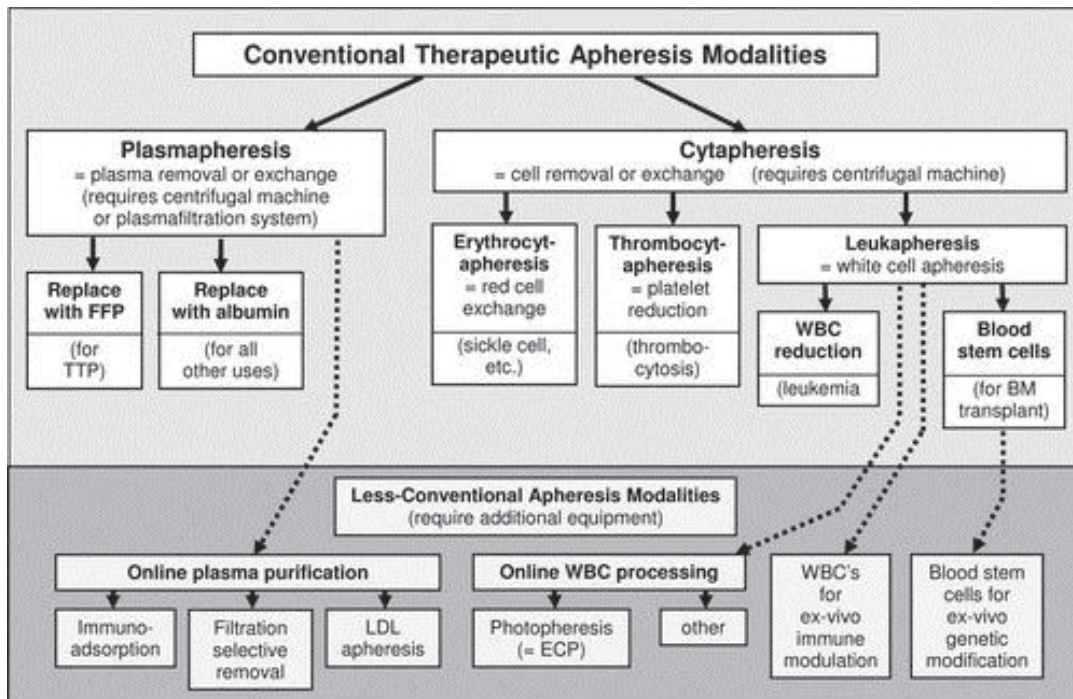 Conventional Therapeutic Apheresis Modalities
Plasmapheresis
= plasma removal or exchange
(requires centrifugal machine
or plasmafiltration system)
Cytapheresis
= cell removal or exchange (requires centrifugal machine)
Replace
with FFP
(for
TTP)
Replace
with albumin
(for all
other uses)
Erythrocyt-
apheresis
= red cell
exchange
(sickle cell,
etc.)
Thrombocyt-
apheresis
= platelet
reduction
(thrombo-
cytosis)
Leukapheresis
= white cell apheresis
WBC
reduction
(leukemia
Blood
stem cells
(for BM
transplant)
Less-Conventional Apheresis Modalities
(require additional equipment)
Online plasma purification
Immuno-
adsorption
Filtration
selective
removal
LDL
apheresis
Online WBC processing
Photopheresis
(= ECP)
other
WBC's
for
ex-vivo
immune
modulation
Blood stem
cells for
ex-vivo
genetic
modification